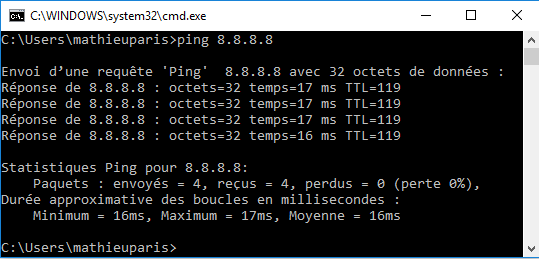 C:\WINDOWS\system32\cmd.exe
C:\Users\mathieuparis>ping 8.8.8.8
Envoi d’une requête 'Ping'  8.8.8.8 avec 32 octets de données :
Réponse de 8.8.8.8 : octets=32 temps=17 ms TTL=119
Réponse de 8.8.8.8 : octets=32 temps=17 ms TTL=119
Réponse de 8.8.8.8 : octets=32 temps=17 ms TTL=119
Réponse de 8.8.8.8 : octets=32 temps=16 ms TTL=119
Statistiques Ping pour 8.8.8.8:
    Paquets : envoyés = 4, reçus = 4, perdus = 0 (perte 0%),
Durée approximative des boucles en millisecondes :
    Minimum = 16ms, Maximum = 17ms, Moyenne = 16ms
C:\Users\mathieuparis>